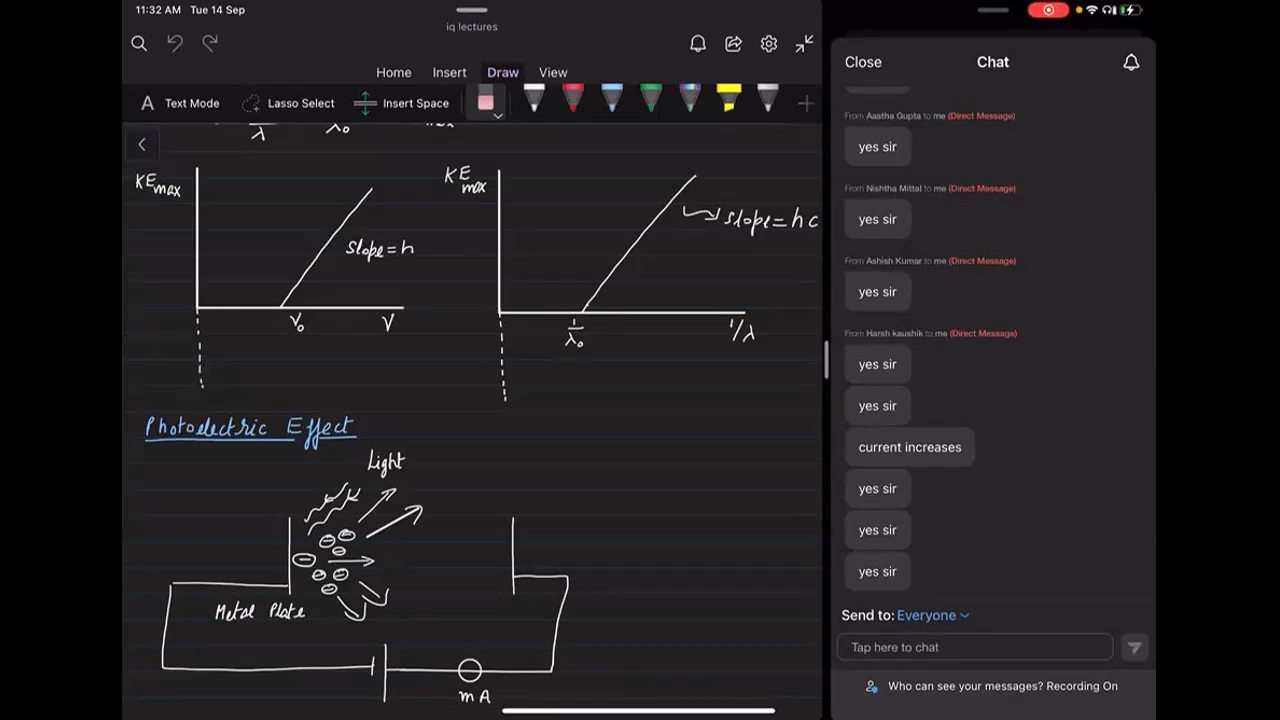 11:32 AM Tue 14 Sep
iq lectures
Home Insert Draw View
A Text Mode Lasso Select Insert Space
λ λ₀ max
KEmax
slope=h
ν₀ ν
KEmax
slope=hc
1/λ₀ 1/λ
Photoelectric Effect
Light
Metal Plate
mA
Close Chat
From Aastha Gupta to me (Direct Message)
yes sir
From Nishtha Mittal to me (Direct Message)
yes sir
From Ashish Kumar to me (Direct Message)
yes sir
From Harsh kaushik to me (Direct Message)
yes sir
yes sir
current increases
yes sir
yes sir
yes sir
Send to: Everyone
Tap here to chat
Who can see your messages? Recording On